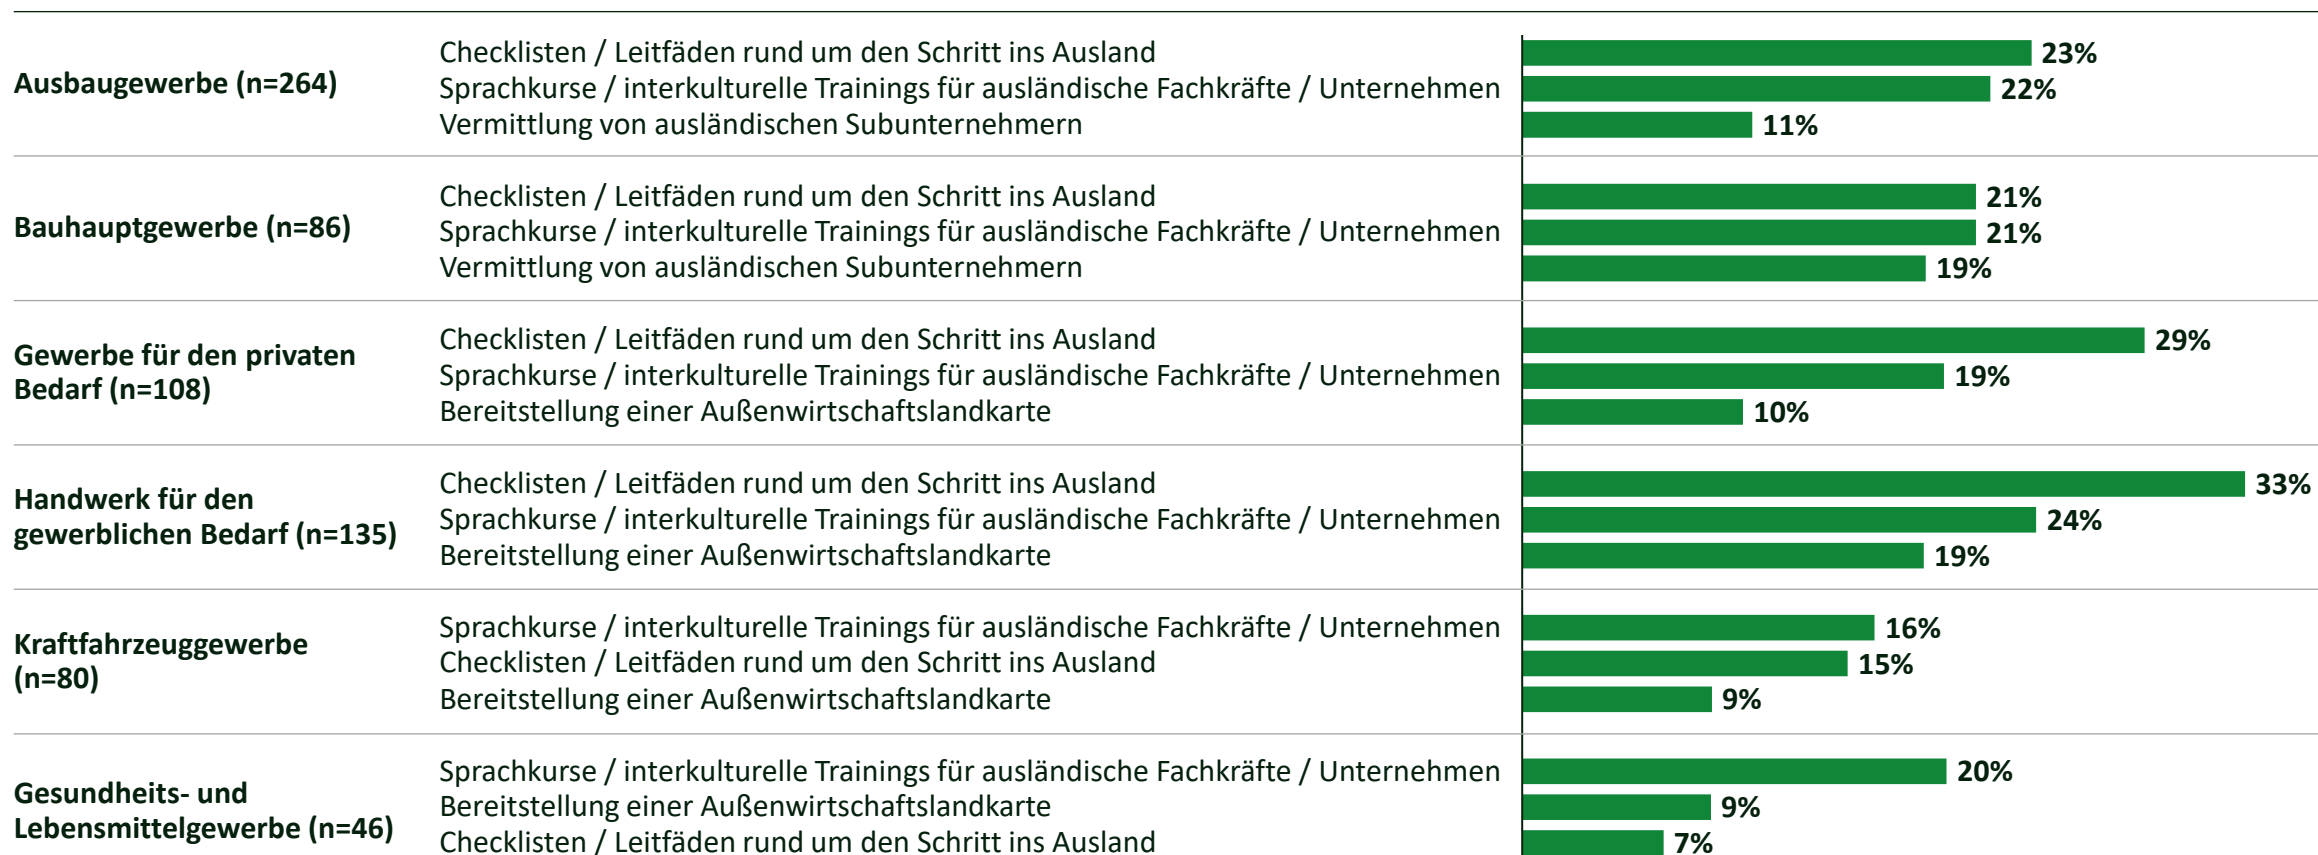 Ausbaugewerbe (n=264)
Checklisten / Leitfäden rund um den Schritt ins Ausland 23%
Sprachkurse / interkulturelle Trainings für ausländische Fachkräfte / Unternehmen 22%
Vermittlung von ausländischen Subunternehmern 11%
Bauhauptgewerbe (n=86)
Checklisten / Leitfäden rund um den Schritt ins Ausland 21%
Sprachkurse / interkulturelle Trainings für ausländische Fachkräfte / Unternehmen 21%
Vermittlung von ausländischen Subunternehmern 19%
Gewerbe für den privaten
Bedarf (n=108)
Checklisten / Leitfäden rund um den Schritt ins Ausland 29%
Sprachkurse / interkulturelle Trainings für ausländische Fachkräfte / Unternehmen 19%
Bereitstellung einer Außenwirtschaftslandkarte 10%
Handwerk für den
gewerblichen Bedarf (n=135)
Checklisten / Leitfäden rund um den Schritt ins Ausland 33%
Sprachkurse / interkulturelle Trainings für ausländische Fachkräfte / Unternehmen 24%
Bereitstellung einer Außenwirtschaftslandkarte 19%
Kraftfahrzeuggewerbe
(n=80)
Sprachkurse / interkulturelle Trainings für ausländische Fachkräfte / Unternehmen 16%
Checklisten / Leitfäden rund um den Schritt ins Ausland 15%
Bereitstellung einer Außenwirtschaftslandkarte 9%
Gesundheits- und
Lebensmittelgewerbe (n=46)
Sprachkurse / interkulturelle Trainings für ausländische Fachkräfte / Unternehmen 20%
Bereitstellung einer Außenwirtschaftslandkarte 9%
Checklisten / Leitfäden rund um den Schritt ins Ausland 7%